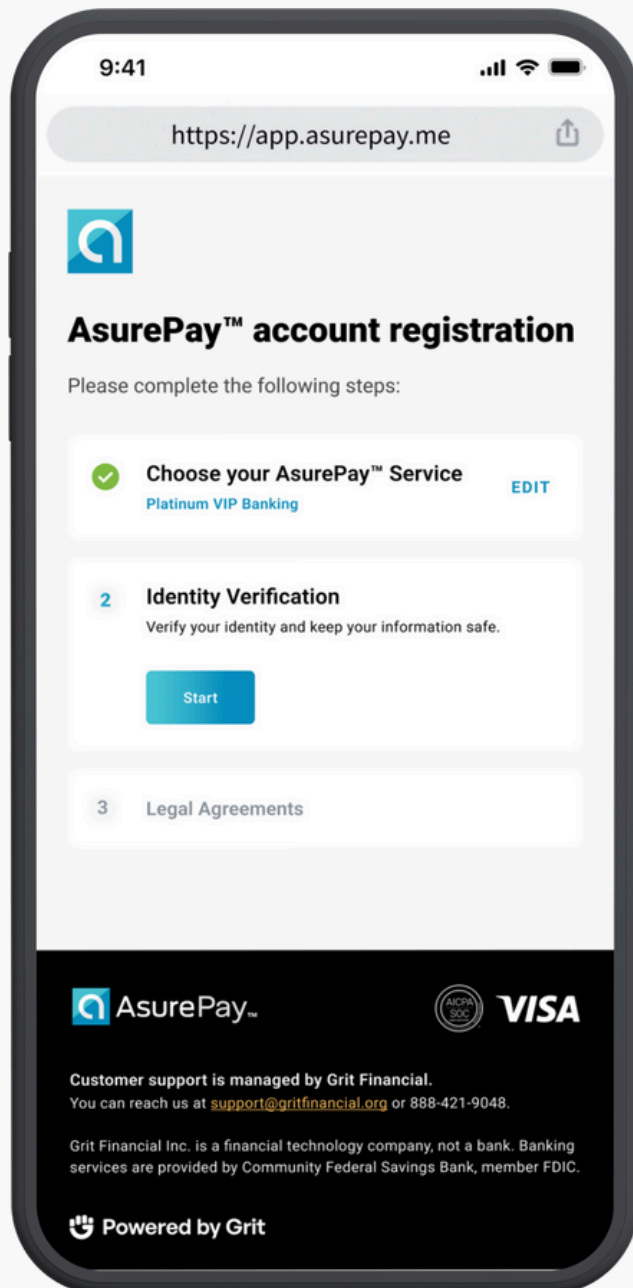 9:41
https://app.asurepay.me
AsurePay™ account registration
Please complete the following steps:
Choose your AsurePay™ Service
Platinum VIP Banking
EDIT
2
Identity Verification
Verify your identity and keep your information safe.
Start
3
Legal Agreements
AsurePay™
AICPA
SOC
VISA
Customer support is managed by Grit Financial.
You can reach us at support@gritfinancial.org or 888-421-9048.
Grit Financial Inc. is a financial technology company, not a bank. Banking
services are provided by Community Federal Savings Bank, member FDIC.
Powered by Grit